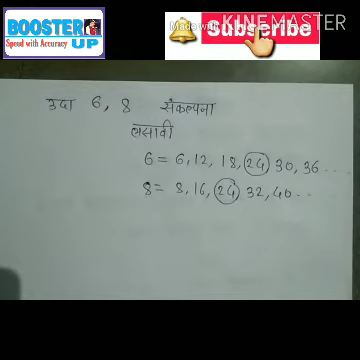 KINEMASTER
BOOSTER
Speed with Accuracy UP
Made with
Subscribe
उदा 6, 8 संकल्पना
लसावी
6 = 6, 12, 18, 24 30, 36 ....
8 = 8, 16, 24 32, 40 ..